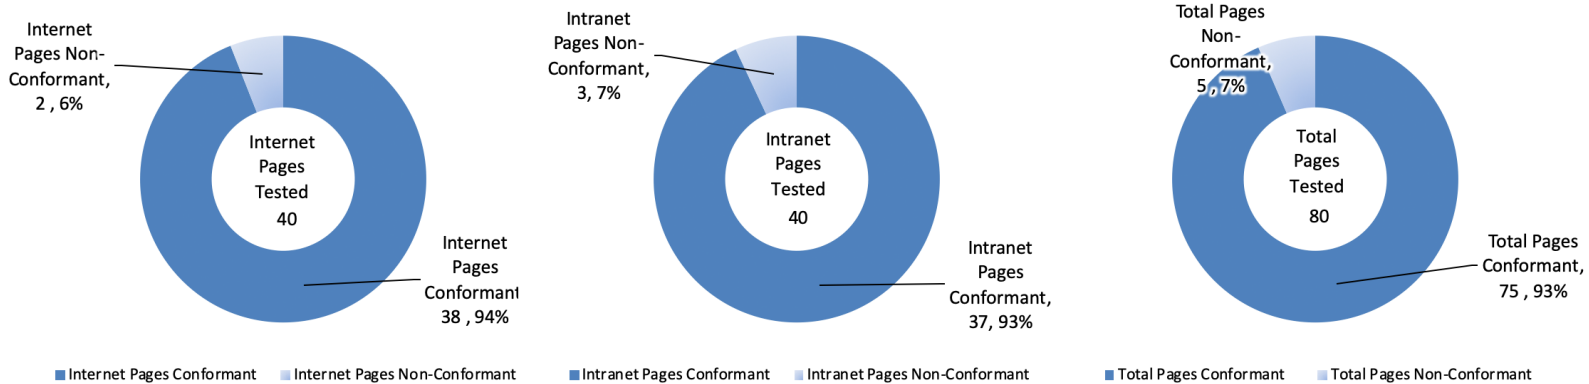 Internet
Pages Non-
Conformant,
2 , 6%
Internet
Pages
Tested
40
Internet
Pages
Conformant
38 , 94%
Internet Pages Conformant
Internet Pages Non-Conformant
Intranet
Pages Non-
Conformant,
3, 7%
Intranet
Pages
Tested
40
Intranet
Pages
Conformant,
37, 93%
Intranet Pages Conformant
Intranet Pages Non-Conformant
Total Pages
Non-
Conformant,
5 , 7%
Total
Pages
Tested
80
Total Pages
Conformant,
75 , 93%
Total Pages Conformant
Total Pages Non-Conformant